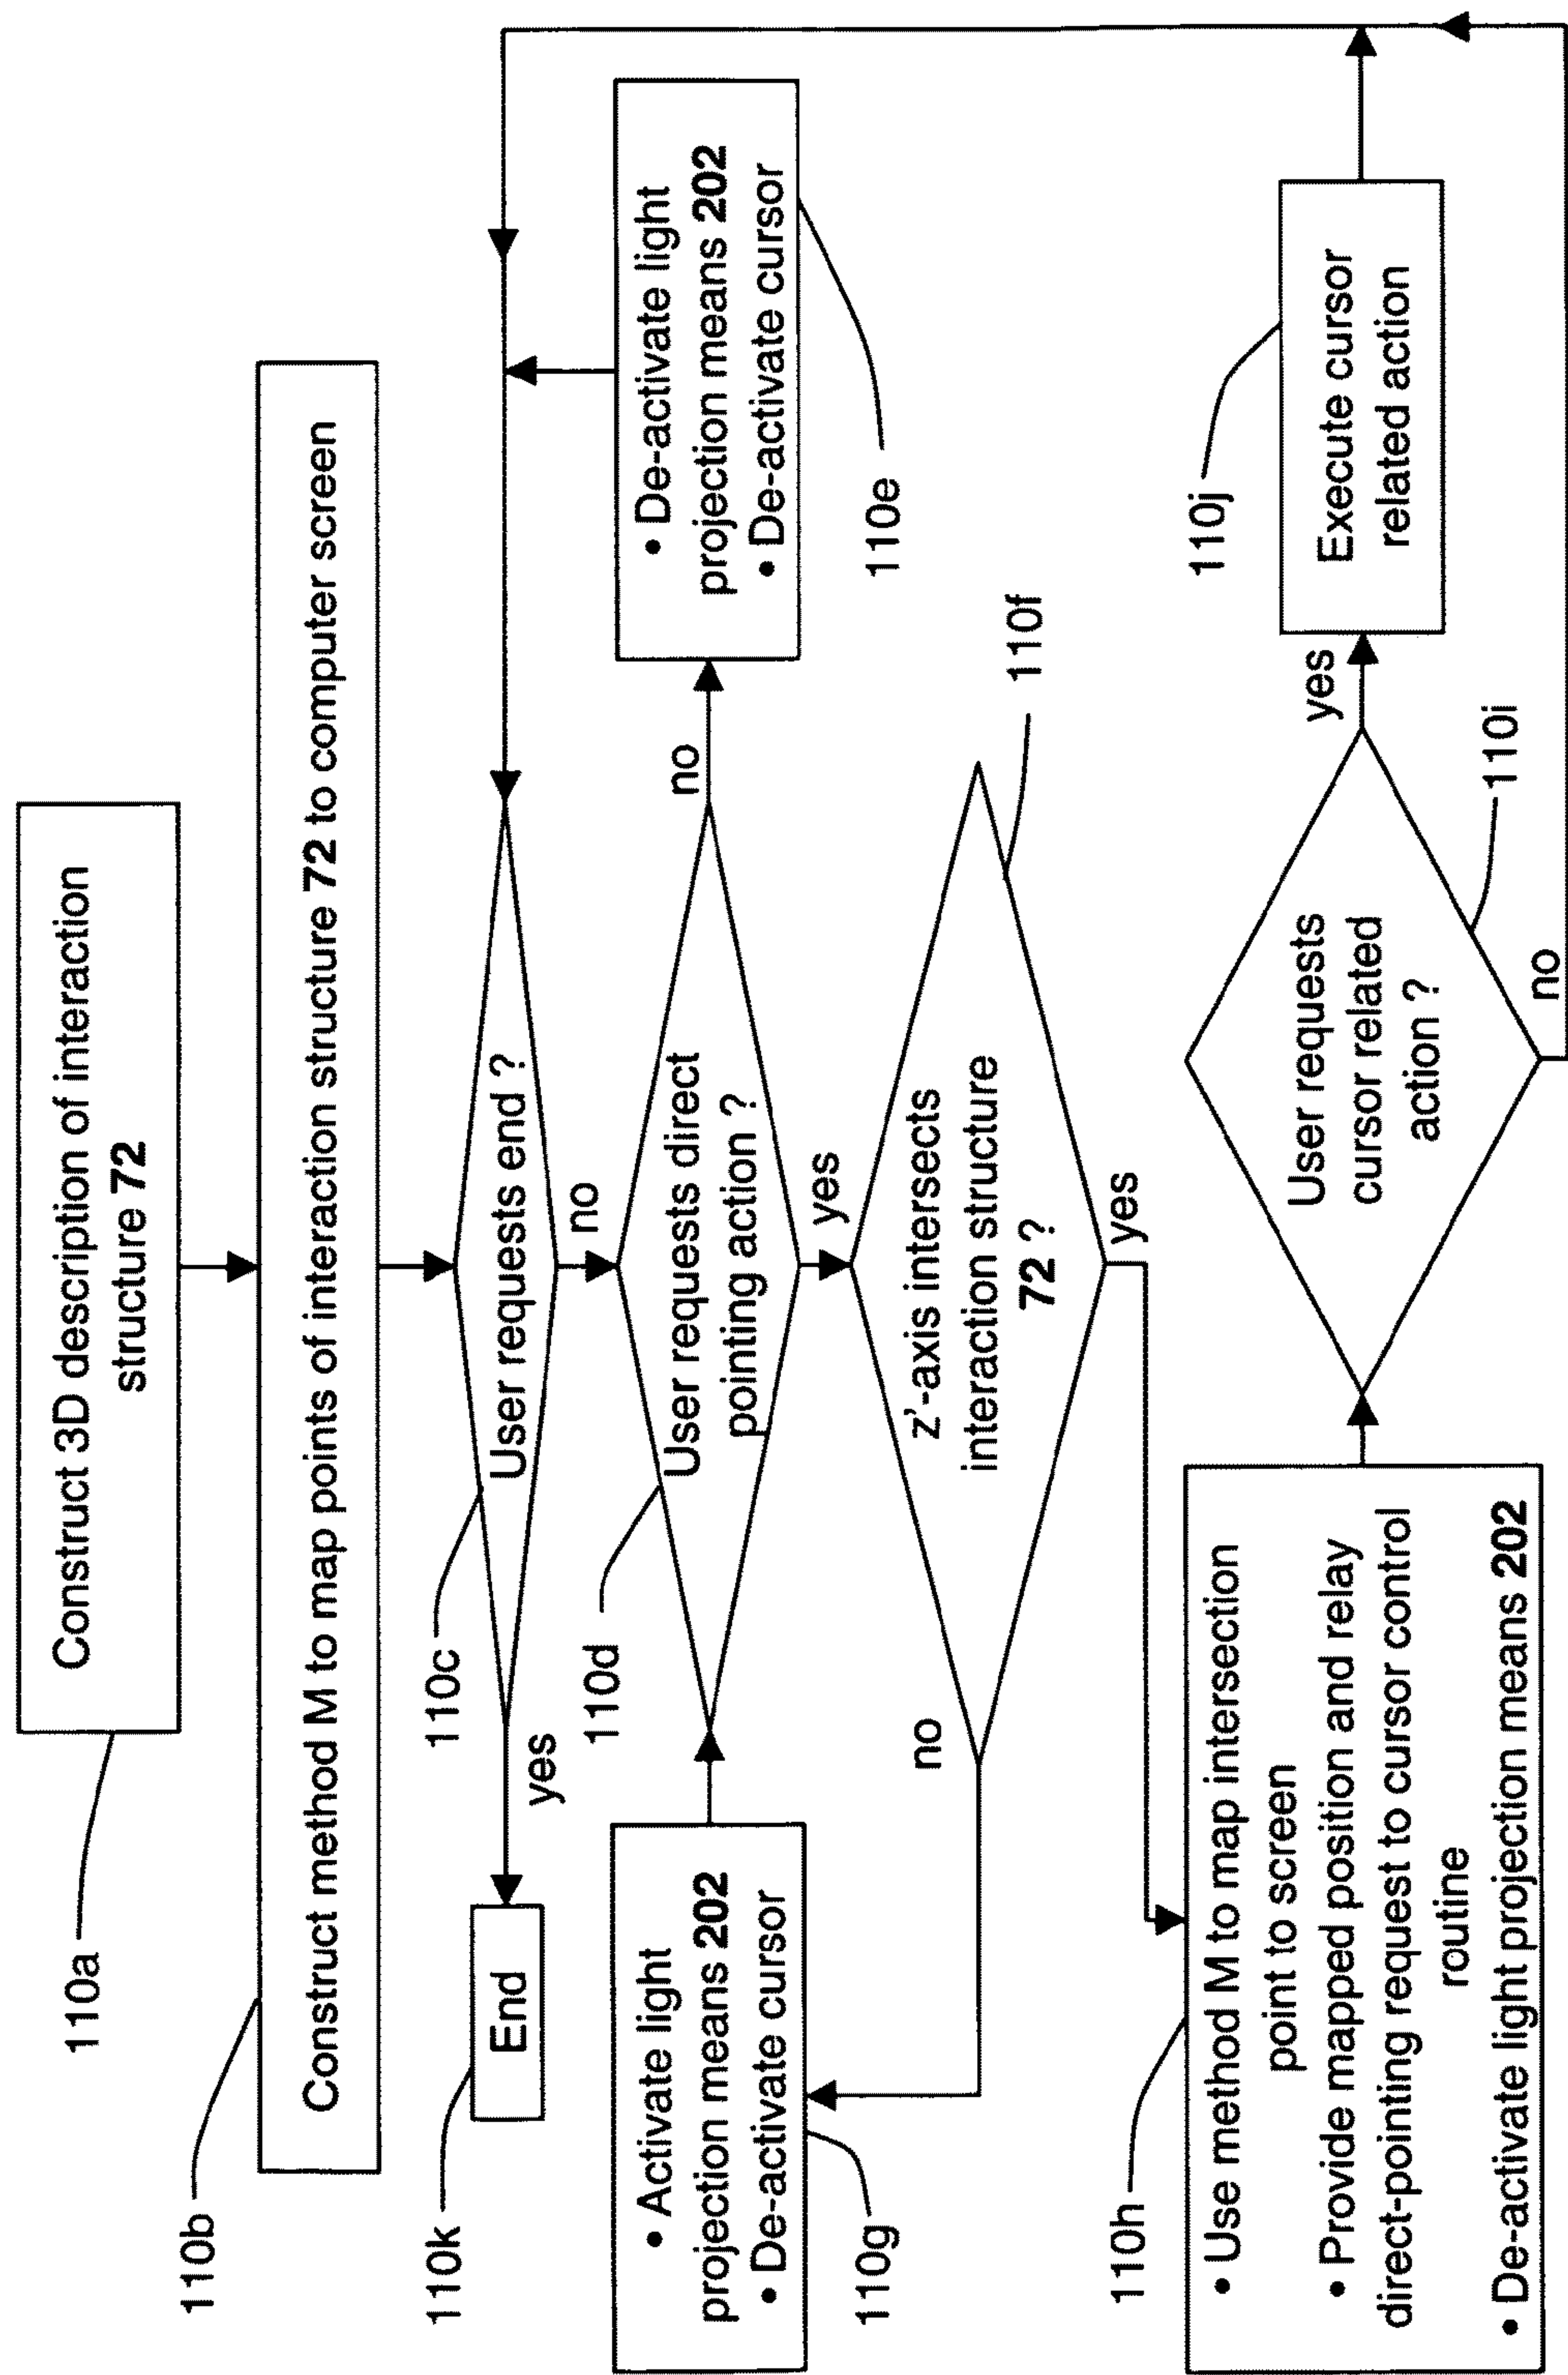 Construct 3D description of interaction
structure 72
110a
Construct method M to map points of interaction structure 72 to computer screen
110b
User requests end ?
110c
yes
no
End
110k
User requests direct
pointing action ?
110d
no
yes
• De-activate light
projection means 202
• De-activate cursor
110e
z'-axis intersects
interaction structure
72 ?
110f
no
yes
• Activate light
projection means 202
• De-activate cursor
110g
• Use method M to map intersection
point to screen
• Provide mapped position and relay
direct-pointing request to cursor control
routine
• De-activate light projection means 202
110h
User requests
cursor related
action ?
110i
yes
no
Execute cursor
related action
110j